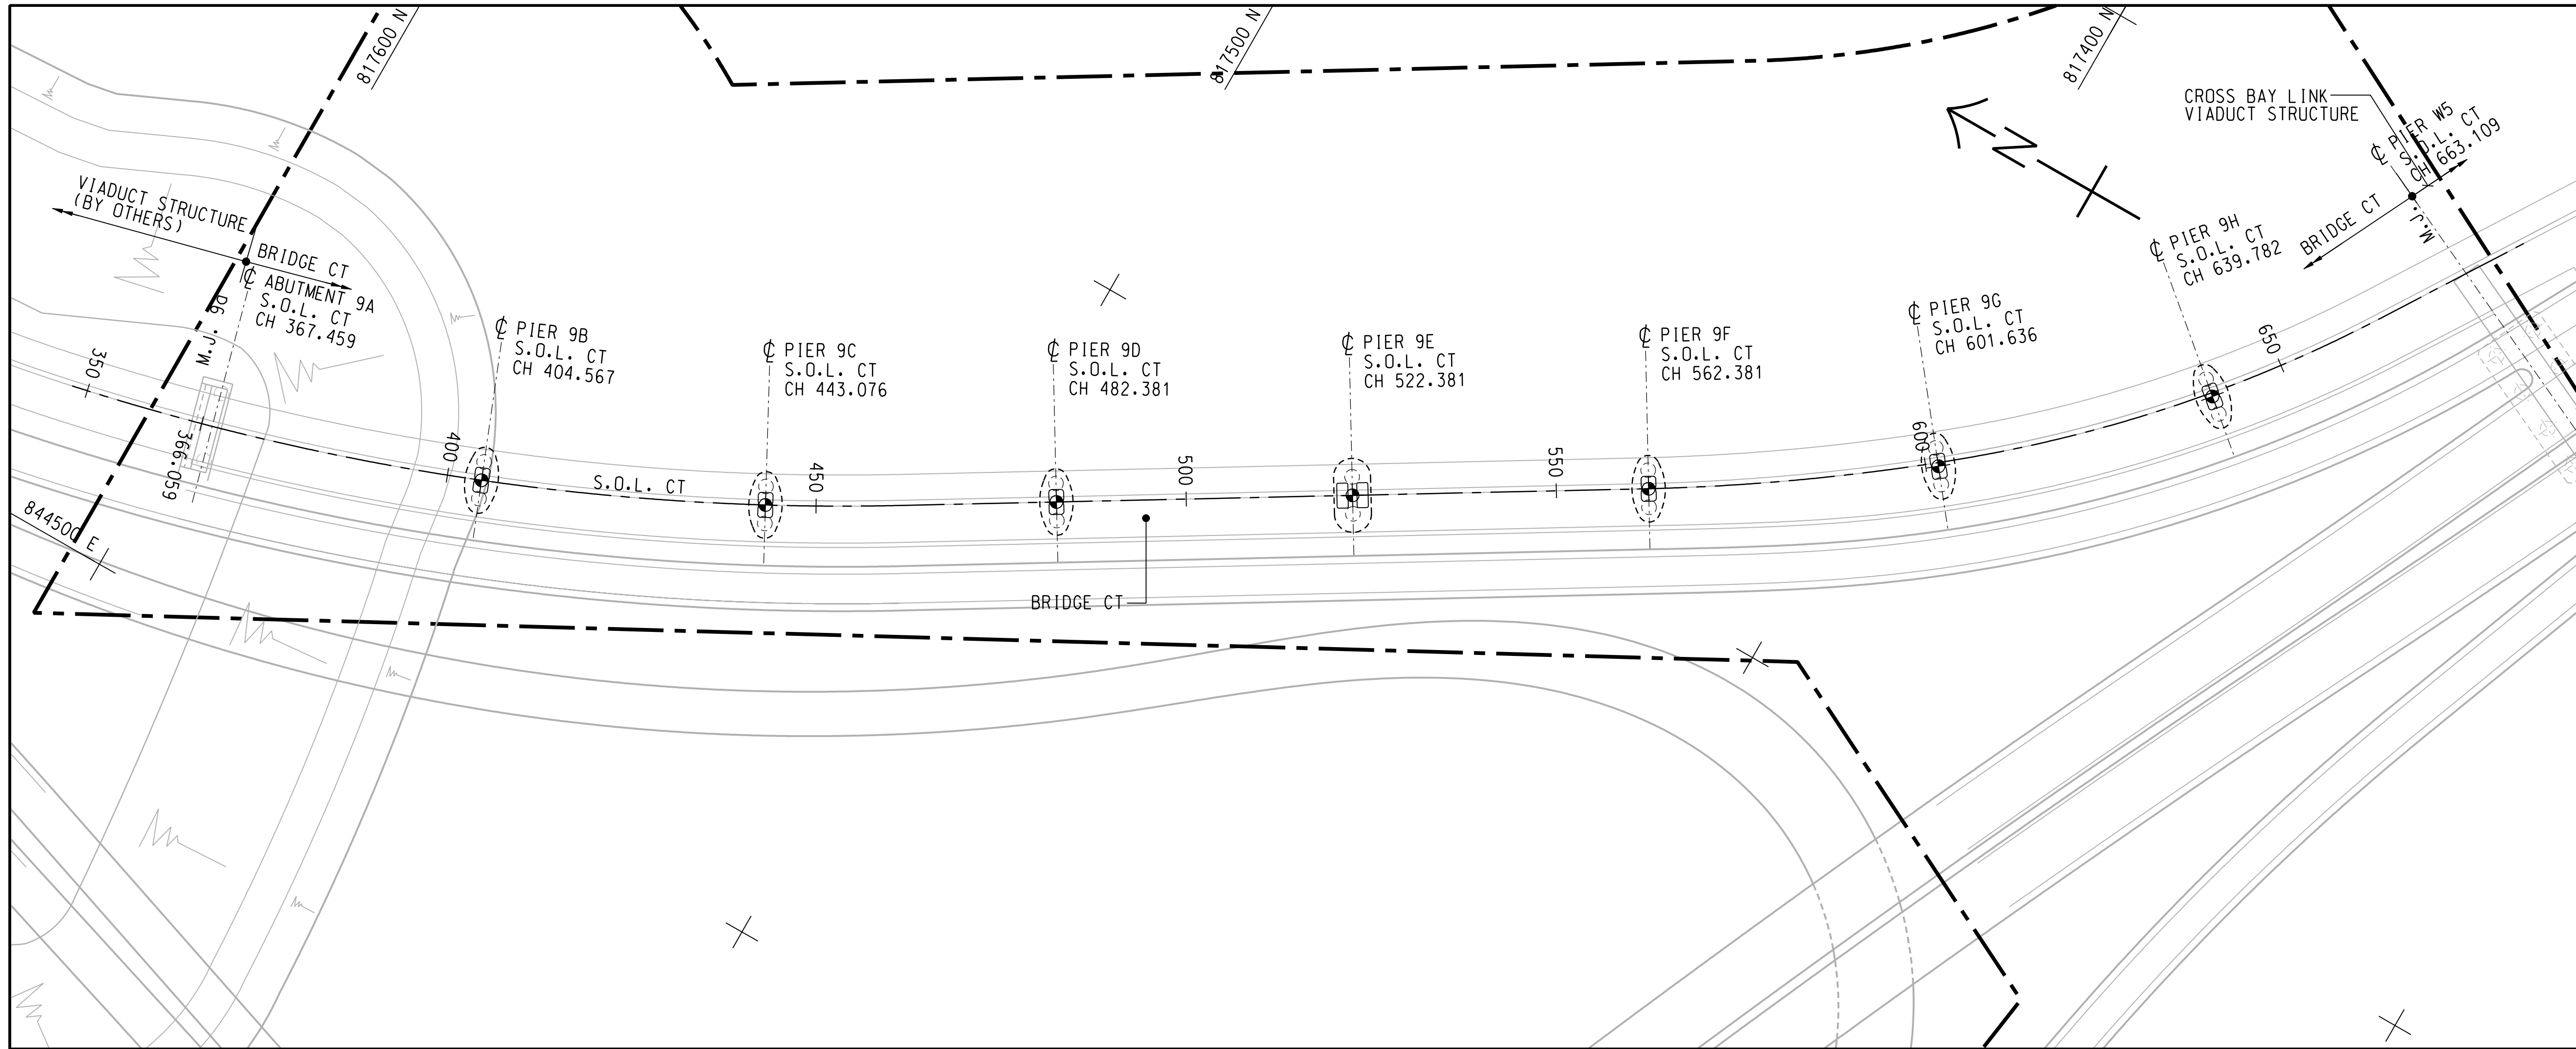 817600 N
817500 N
817400 N
CROSS BAY LINK
VIADUCT STRUCTURE
℄ PIER W5
S.O.L. CT
CH 663.109
M.J.
BRIDGE CT
N
VIADUCT STRUCTURE
(BY OTHERS)
BRIDGE CT
℄ ABUTMENT 9A
S.O.L. CT
CH 367.459
M.J. 9D
366.059
350
844500 E
℄ PIER 9B
S.O.L. CT
CH 404.567
400
S.O.L. CT
℄ PIER 9C
S.O.L. CT
CH 443.076
450
℄ PIER 9D
S.O.L. CT
CH 482.381
500
BRIDGE CT
℄ PIER 9E
S.O.L. CT
CH 522.381
550
℄ PIER 9F
S.O.L. CT
CH 562.381
℄ PIER 9G
S.O.L. CT
CH 601.636
600
℄ PIER 9H
S.O.L. CT
CH 639.782
650